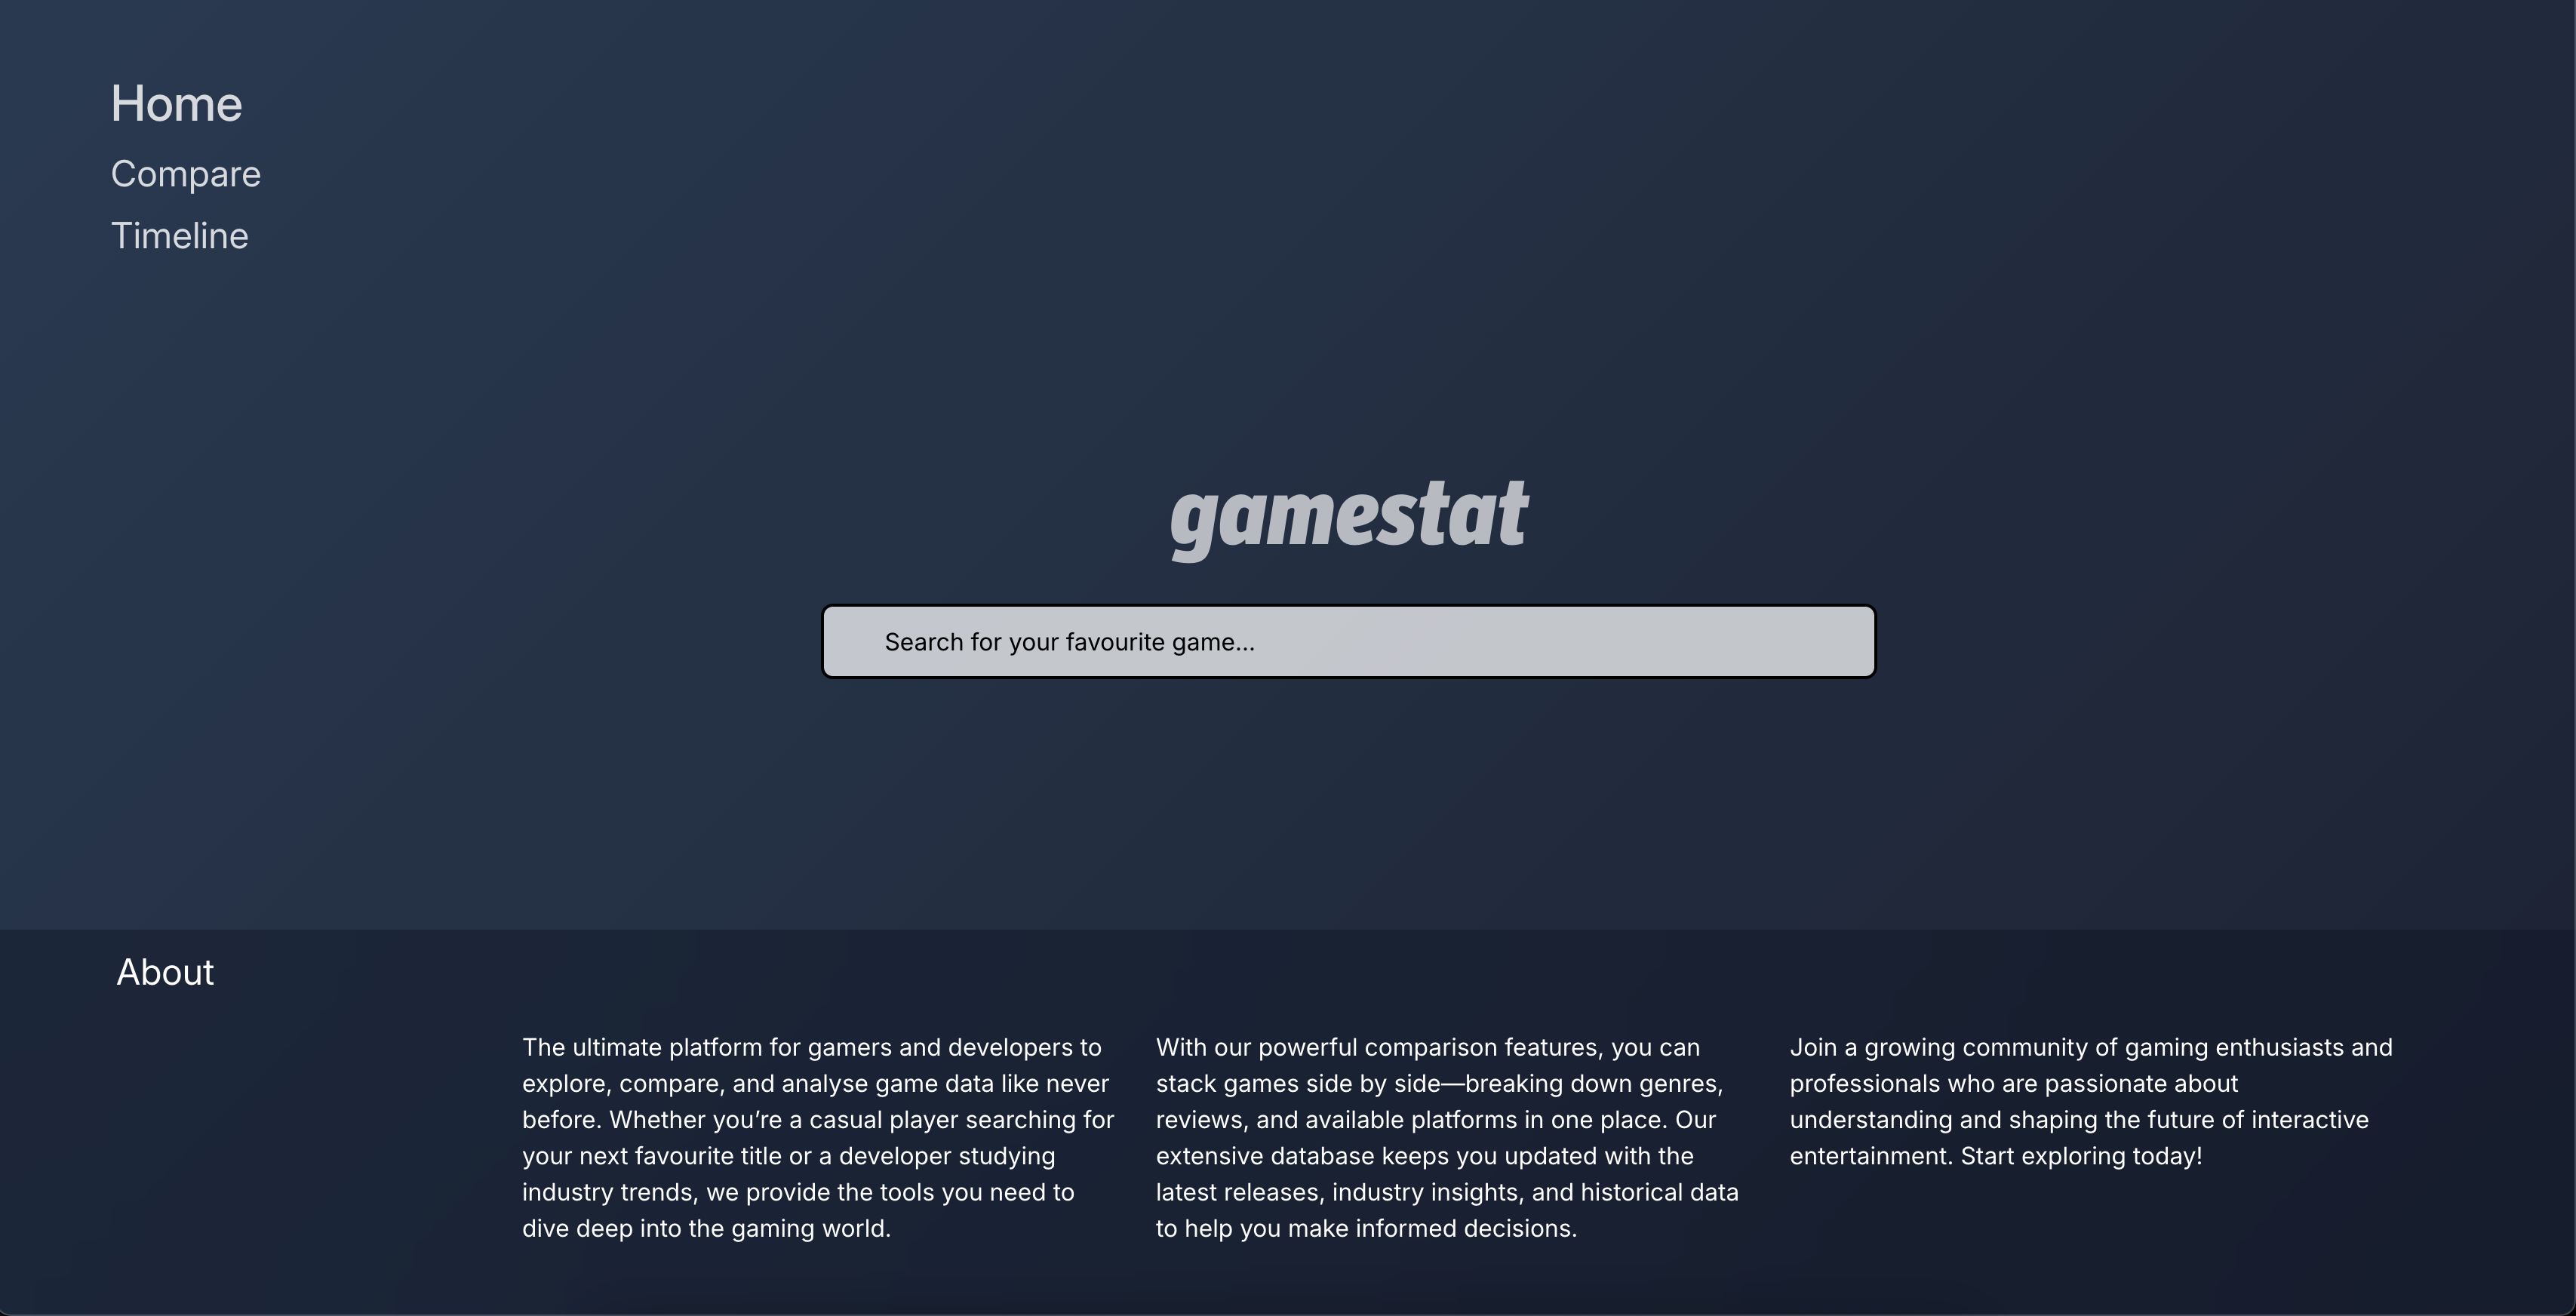 Home
Compare
Timeline
gamestat
Search for your favourite game...
About
The ultimate platform for gamers and developers to
explore, compare, and analyse game data like never
before. Whether you’re a casual player searching for
your next favourite title or a developer studying
industry trends, we provide the tools you need to
dive deep into the gaming world.
With our powerful comparison features, you can
stack games side by side—breaking down genres,
reviews, and available platforms in one place. Our
extensive database keeps you updated with the
latest releases, industry insights, and historical data
to help you make informed decisions.
Join a growing community of gaming enthusiasts and
professionals who are passionate about
understanding and shaping the future of interactive
entertainment. Start exploring today!